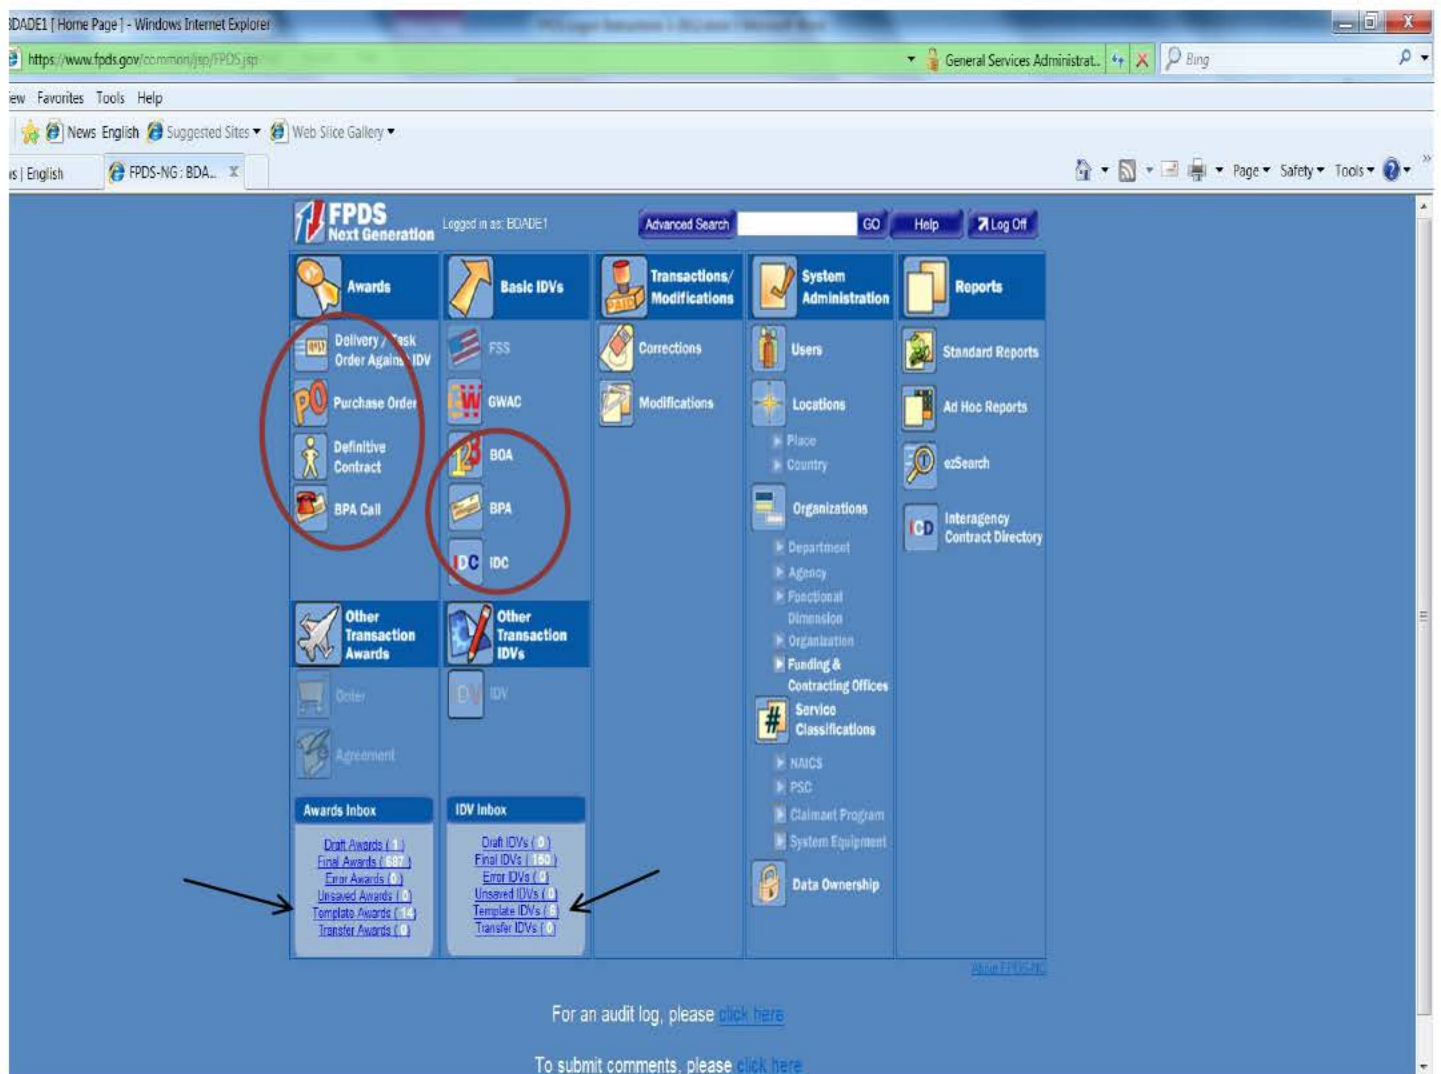 BDADE1 [ Home Page ] - Windows Internet Explorer
https://www.fpds.gov/common/jsp/FPDS.jsp
General Services Administrat...
Bing
ew Favorites Tools Help
News English Suggested Sites Web Slice Gallery
vs | English
FPDS-NG : BDA...
Page Safety Tools
FPDS
Next Generation
Logged in as: BDADE1
Advanced Search
GO
Help
Log Off
Awards
Basic IDVs
Transactions/
Modifications
System
Administration
Reports
Delivery / Task
Order Against IDV
Purchase Order
Definitive
Contract
BPA Call
FSS
GWAC
BOA
BPA
IDC
IDC
Corrections
Modifications
Users
Locations
Place
Country
Organizations
Department
Agency
Functional
Dimension
Organization
Funding &
Contracting Offices
Service
Classifications
NAICS
PSC
Claimant Program
System Equipment
Data Ownership
Standard Reports
Ad Hoc Reports
ezSearch
ICD
Interagency
Contract Directory
Other
Transaction
Awards
Order
Agreement
Other
Transaction
IDVs
IDV
Awards Inbox
Draft Awards ( 1 )
Final Awards ( 687 )
Error Awards ( 0 )
Unsaved Awards ( 0 )
Template Awards ( 14 )
Transfer Awards ( 0 )
IDV Inbox
Draft IDVs ( 0 )
Final IDVs ( 150 )
Error IDVs ( 0 )
Unsaved IDVs ( 0 )
Template IDVs ( 6 )
Transfer IDVs ( 0 )
About FPDS-NG
For an audit log, please click here
To submit comments, please click here